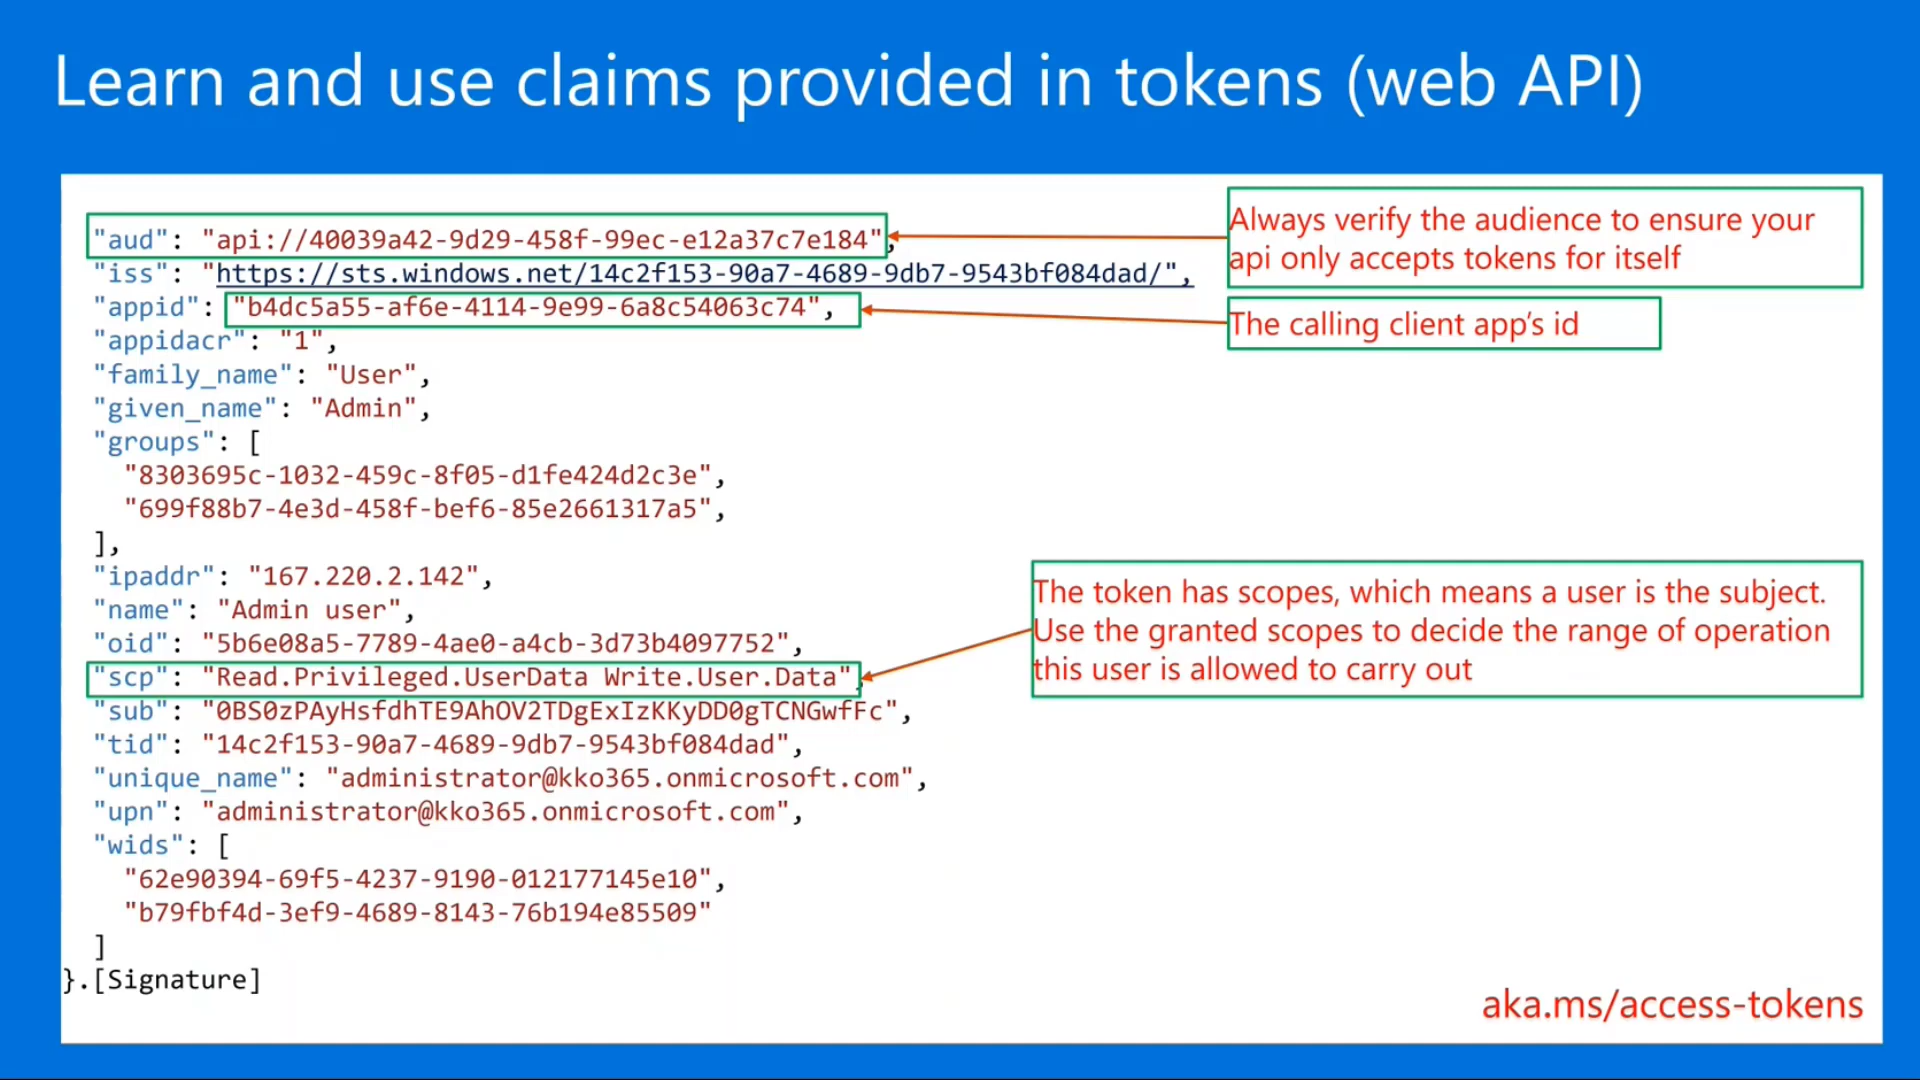 Learn and use claims provided in tokens (web API)
"aud": "api://40039a42-9d29-458f-99ec-e12a37c7e184",
Always verify the audience to ensure your
api only accepts tokens for itself
"iss": "https://sts.windows.net/14c2f153-90a7-4689-9db7-9543bf084dad/",
"appid": "b4dc5a55-af6e-4114-9e99-6a8c54063c74",
The calling client app's id
"appidacr": "1",
"family_name": "User",
"given_name": "Admin",
"groups": [
"8303695c-1032-459c-8f05-d1fe424d2c3e",
"699f88b7-4e3d-458f-bef6-85e2661317a5",
],
"ipaddr": "167.220.2.142",
"name": "Admin user",
"oid": "5b6e08a5-7789-4ae0-a4cb-3d73b4097752",
The token has scopes, which means a user is the subject.
Use the granted scopes to decide the range of operation
this user is allowed to carry out
"scp": "Read.Privileged.UserData Write.User.Data",
"sub": "0BS0zPAyHsfdhTE9AhOV2TDgExIzKKyDD0gTCNGwfFc",
"tid": "14c2f153-90a7-4689-9db7-9543bf084dad",
"unique_name": "administrator@kko365.onmicrosoft.com",
"upn": "administrator@kko365.onmicrosoft.com",
"wids": [
"62e90394-69f5-4237-9190-012177145e10",
"b79fbf4d-3ef9-4689-8143-76b194e85509"
]
}.[Signature]
aka.ms/access-tokens